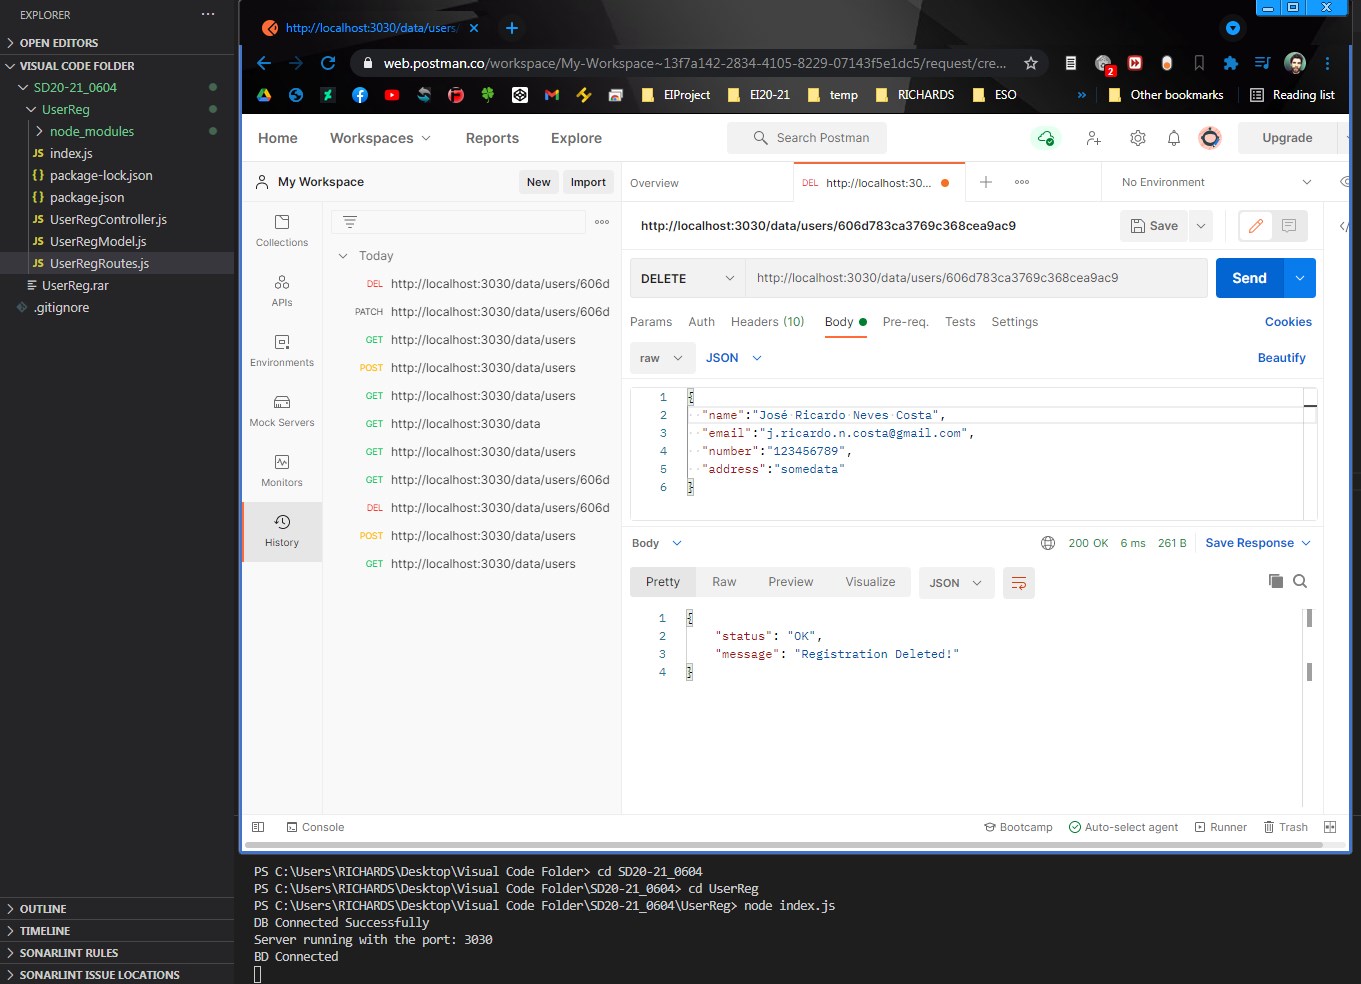 EXPLORER
OPEN EDITORS
VISUAL CODE FOLDER
SD20-21_0604
UserReg
node_modules
JS index.js
{} package-lock.json
{} package.json
JS UserRegController.js
JS UserRegModel.js
JS UserRegRoutes.js
UserReg.rar
.gitignore
OUTLINE
TIMELINE
SONARLINT RULES
SONARLINT ISSUE LOCATIONS
http://localhost:3030/data/users/
web.postman.co/workspace/My-Workspace~13f7a142-2834-4105-8229-07143f5e1dc5/request/cre...
2
EIProject
EI20-21
temp
RICHARDS
ESO
»
Other bookmarks
Reading list
Home
Workspaces
Reports
Explore
Search Postman
Upgrade
My Workspace
New
Import
Overview
DEL http://localhost:30...
No Environment
Collections
APIs
Environments
Mock Servers
Monitors
History
Today
DEL http://localhost:3030/data/users/606d
PATCH http://localhost:3030/data/users/606d
GET http://localhost:3030/data/users
POST http://localhost:3030/data/users
GET http://localhost:3030/data/users
GET http://localhost:3030/data
GET http://localhost:3030/data/users
GET http://localhost:3030/data/users/606d
DEL http://localhost:3030/data/users/606d
POST http://localhost:3030/data/users
GET http://localhost:3030/data/users
http://localhost:3030/data/users/606d783ca3769c368cea9ac9
Save
DELETE
http://localhost:3030/data/users/606d783ca3769c368cea9ac9
Send
Params
Auth
Headers (10)
Body
Pre-req.
Tests
Settings
Cookies
raw
JSON
Beautify
1 {
2 "name":"José Ricardo Neves Costa",
3 "email":"j.ricardo.n.costa@gmail.com",
4 "number":"123456789",
5 "address":"somedata"
6 }
Body
200 OK
6 ms
261 B
Save Response
Pretty
Raw
Preview
Visualize
JSON
1 {
2 "status": "OK",
3 "message": "Registration Deleted!"
4 }
Console
Bootcamp
Auto-select agent
Runner
Trash
PS C:\Users\RICHARDS\Desktop\Visual Code Folder> cd SD20-21_0604
PS C:\Users\RICHARDS\Desktop\Visual Code Folder\SD20-21_0604> cd UserReg
PS C:\Users\RICHARDS\Desktop\Visual Code Folder\SD20-21_0604\UserReg> node index.js
DB Connected Successfully
Server running with the port: 3030
BD Connected